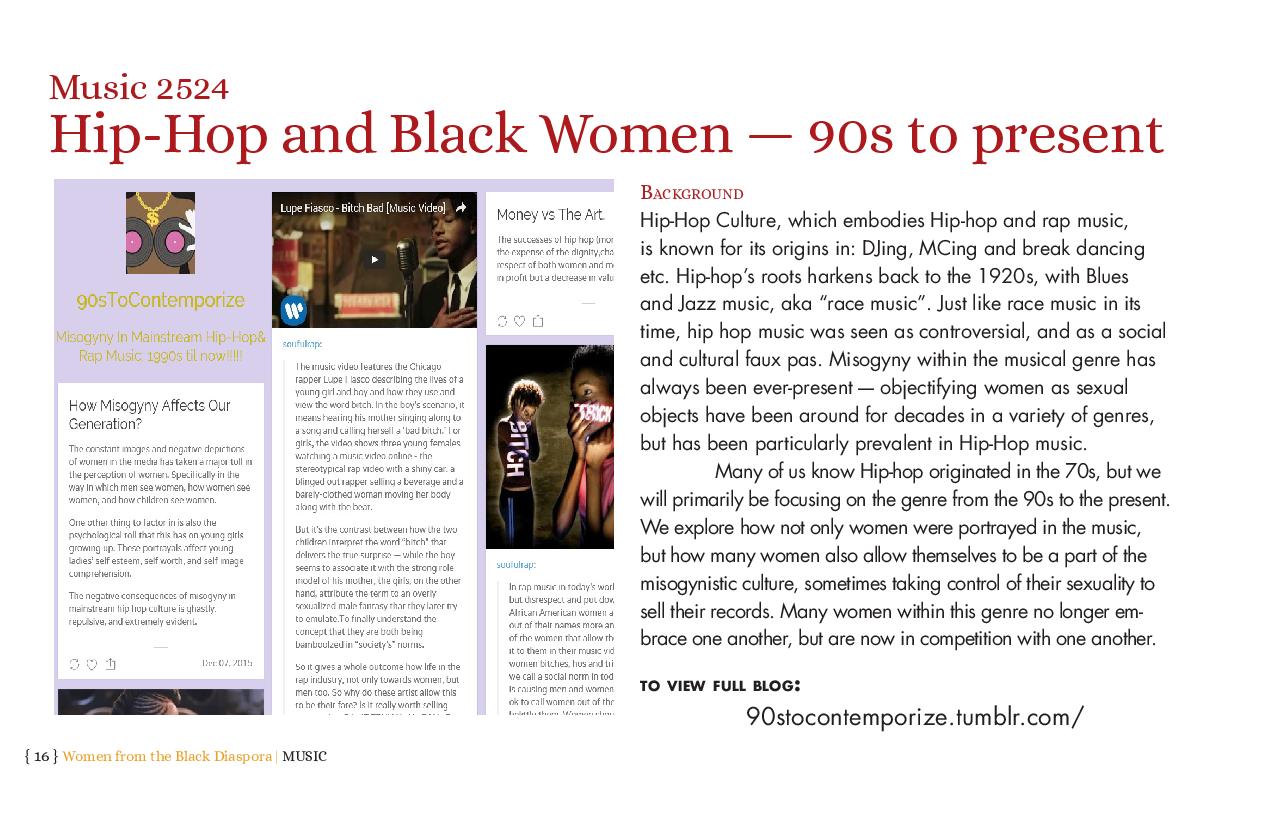 Music 2524
Hip-Hop and Black Women — 90s to present
90sToContemporize
Misogyny In Mainstream Hip-Hop&
Rap Music: 1990s til now!!!!!
How Misogyny Affects Our
Generation?
The constant images and negative depictions
of women in the media has taken a major toll in
the perception of women. Specifically in the
way in which men see women, how women see
women, and how children see women.
One other thing to factor in is also the
psychological toll that this has on young girls
growing up. These portrayals affect young
ladies' self esteem, self worth, and self image
comprehension.
The negative consequences of misogyny in
mainstream hip hop culture is ghastly,
repulsive, and extremely evident.
Dec 07, 2015
Lupe Fiasco - Bitch Bad [Music Video]
soulfulrap:
The music video features the Chicago
rapper Lupe Fiasco describing the lives of a
young girl and boy and how they use and
view the word bitch. In the boy's scenario, it
means hearing his mother singing along to
a song and calling herself a 'bad bitch.' For
girls, the video shows three young females
watching a music video online - the
stereotypical rap video with a shiny car, a
blinged out rapper selling a beverage and a
barely-clothed woman moving her body
along with the beat.
But it's the contrast between how the two
children interpret the word "bitch" that
delivers the true surprise — while the boy
seems to associate it with the strong role
model of his mother, the girls, on the other
hand, attribute the term to an overly
sexualized male fantasy that they later try
to emulate.To finally understand the
concept that they are both being
bamboozled in "society's" norms.
So it gives a whole outcome how life in the
rap industry, not only towards women, but
men too. So why do these artist allow this
to be their fare? Is it really worth selling
Money vs The Art.
The successes of hip hop (mor
the expense of the dignity,cha
respect of both women and m
in profit but a decrease in valu
BITCH
soulfulrap:
In rap music in today's worl
but disrespect and put dow
African American women a
out of their names more an
of the women that allow th
it to them in their music vid
women bitches, hos and tri
we call a social norm in tod
is causing men and women
ok to call women out of the
Background
Hip-Hop Culture, which embodies Hip-hop and rap music,
is known for its origins in: DJing, MCing and break dancing
etc. Hip-hop's roots harkens back to the 1920s, with Blues
and Jazz music, aka "race music". Just like race music in its
time, hip hop music was seen as controversial, and as a social
and cultural faux pas. Misogyny within the musical genre has
always been ever-present — objectifying women as sexual
objects have been around for decades in a variety of genres,
but has been particularly prevalent in Hip-Hop music.
Many of us know Hip-hop originated in the 70s, but we
will primarily be focusing on the genre from the 90s to the present.
We explore how not only women were portrayed in the music,
but how many women also allow themselves to be a part of the
misogynistic culture, sometimes taking control of their sexuality to
sell their records. Many women within this genre no longer em-
brace one another, but are now in competition with one another.
to view full blog:
90stocontemporize.tumblr.com/
{ 16 } Women from the Black Diaspora | MUSIC